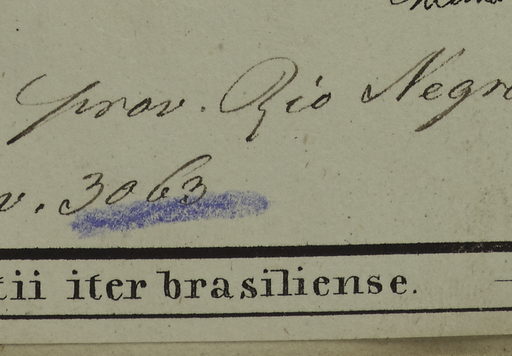 prov. Rio Negro
v. 3063
tii iter brasiliense.